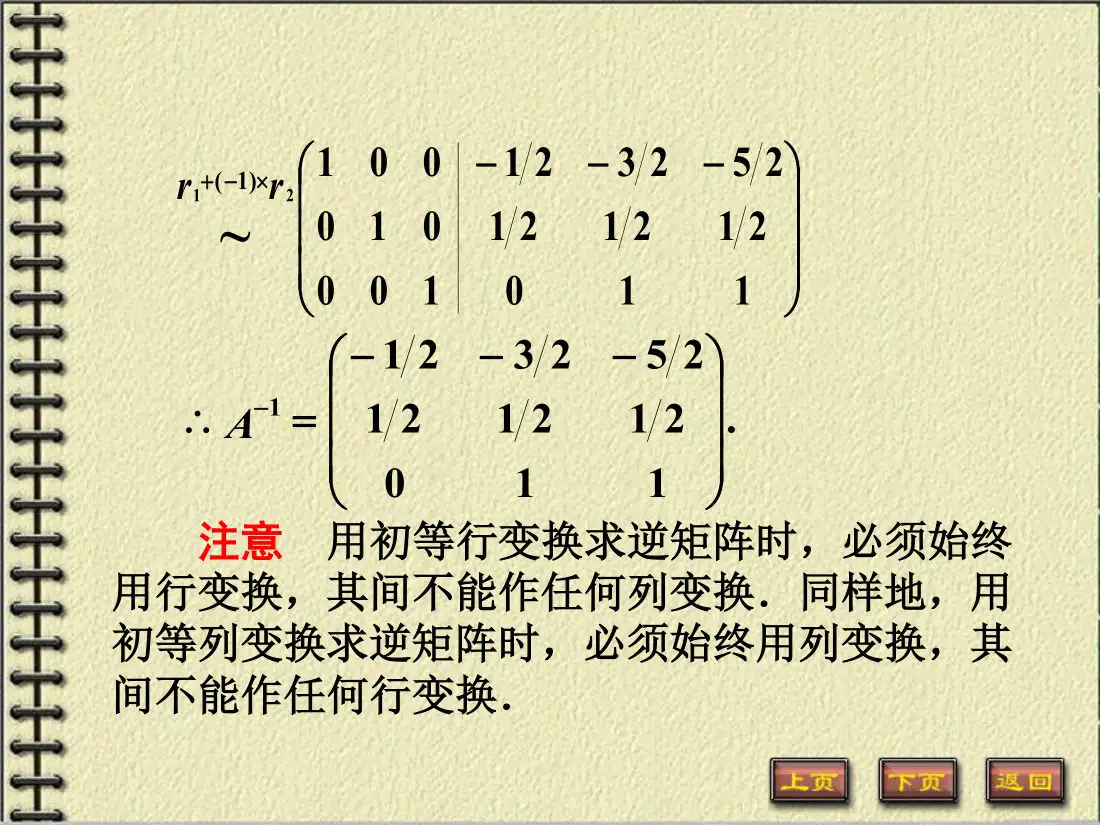 r₁+(−1)×r₂
~
1 0 0 −1/2 −3/2 −5/2
0 1 0 1/2 1/2 1/2
0 0 1 0 1 1
−1/2 −3/2 −5/2
∴ A⁻¹ = 1/2 1/2 1/2 .
0 1 1
注意 用初等行变换求逆矩阵时，必须始终
用行变换，其间不能作任何列变换．同样地，用
初等列变换求逆矩阵时，必须始终用列变换，其
间不能作任何行变换．
上页 下页 返回